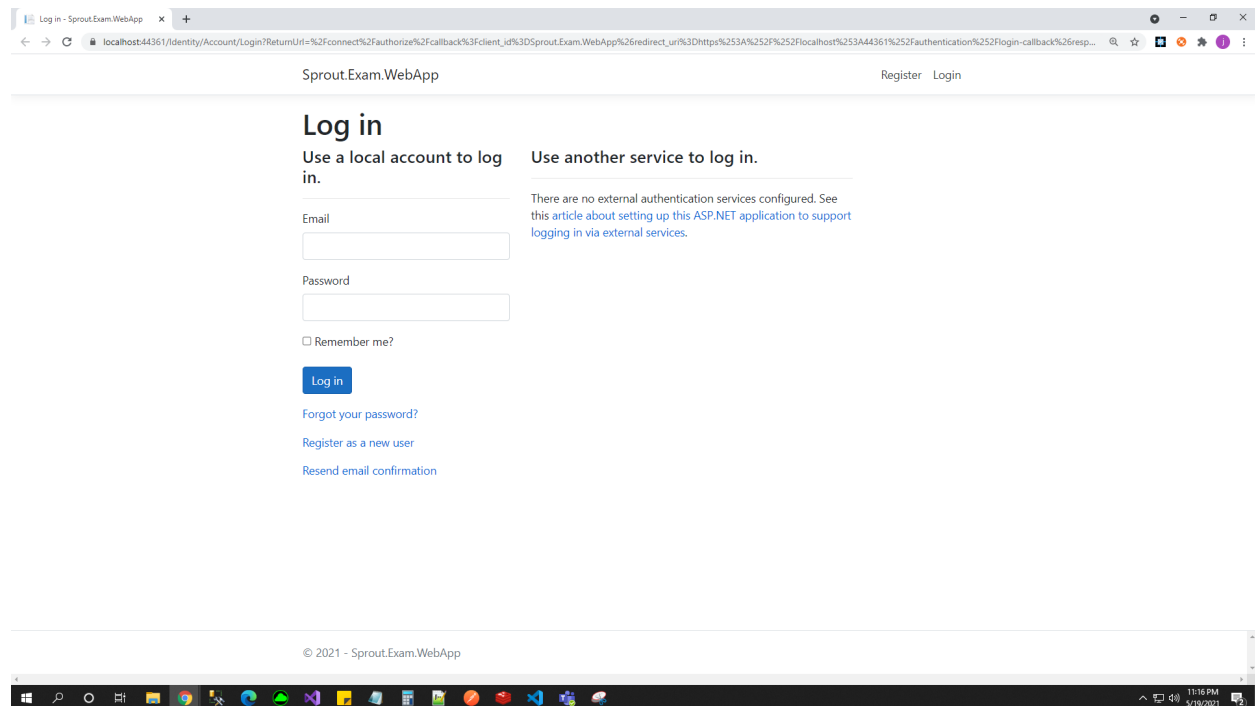 Log in - Sprout.Exam.WebApp
localhost:44361/Identity/Account/Login?ReturnUrl=%2Fconnect%2Fauthorize%2Fcallback%3Fclient_id%3DSprout.Exam.WebApp%26redirect_uri%3Dhttps%253A%252F%252Flocalhost%253A44361%252Fauthentication%252Flogin-callback%26resp...
Sprout.Exam.WebApp
Register Login
Log in
Use a local account to log
in.
Email
Password
Remember me?
Log in
Forgot your password?
Register as a new user
Resend email confirmation
Use another service to log in.
There are no external authentication services configured. See
this article about setting up this ASP.NET application to support
logging in via external services.
© 2021 - Sprout.Exam.WebApp
11:16 PM
5/19/2021